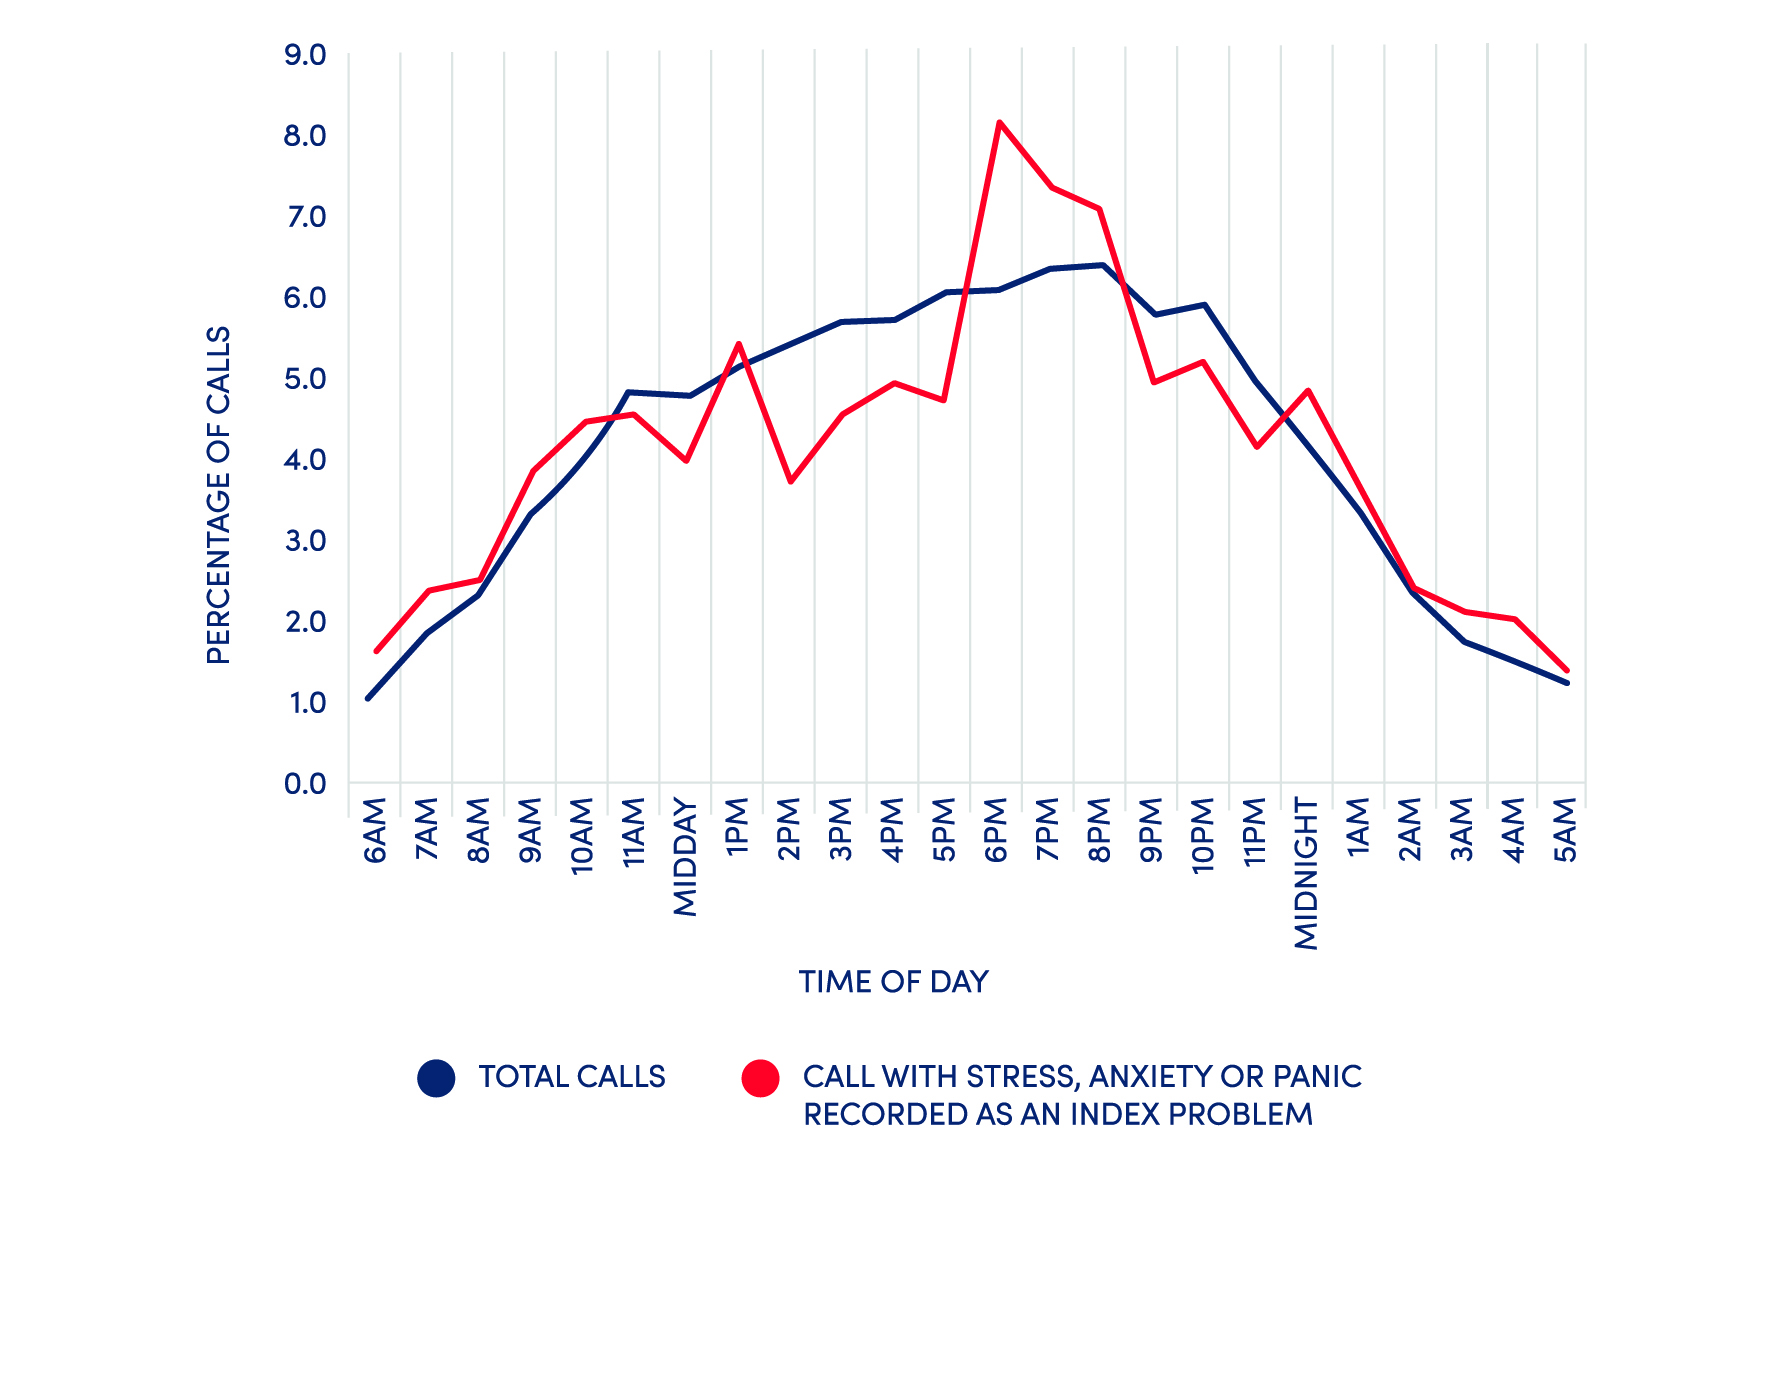 9.0
8.0
7.0
6.0
5.0
4.0
3.0
2.0
1.0
0.0
PERCENTAGE OF CALLS
6AM
7AM
8AM
9AM
10AM
11AM
MIDDAY
1PM
2PM
3PM
4PM
5PM
6PM
7PM
8PM
9PM
10PM
11PM
MIDNIGHT
1AM
2AM
3AM
4AM
5AM
TIME OF DAY
TOTAL CALLS
CALL WITH STRESS, ANXIETY OR PANIC
RECORDED AS AN INDEX PROBLEM